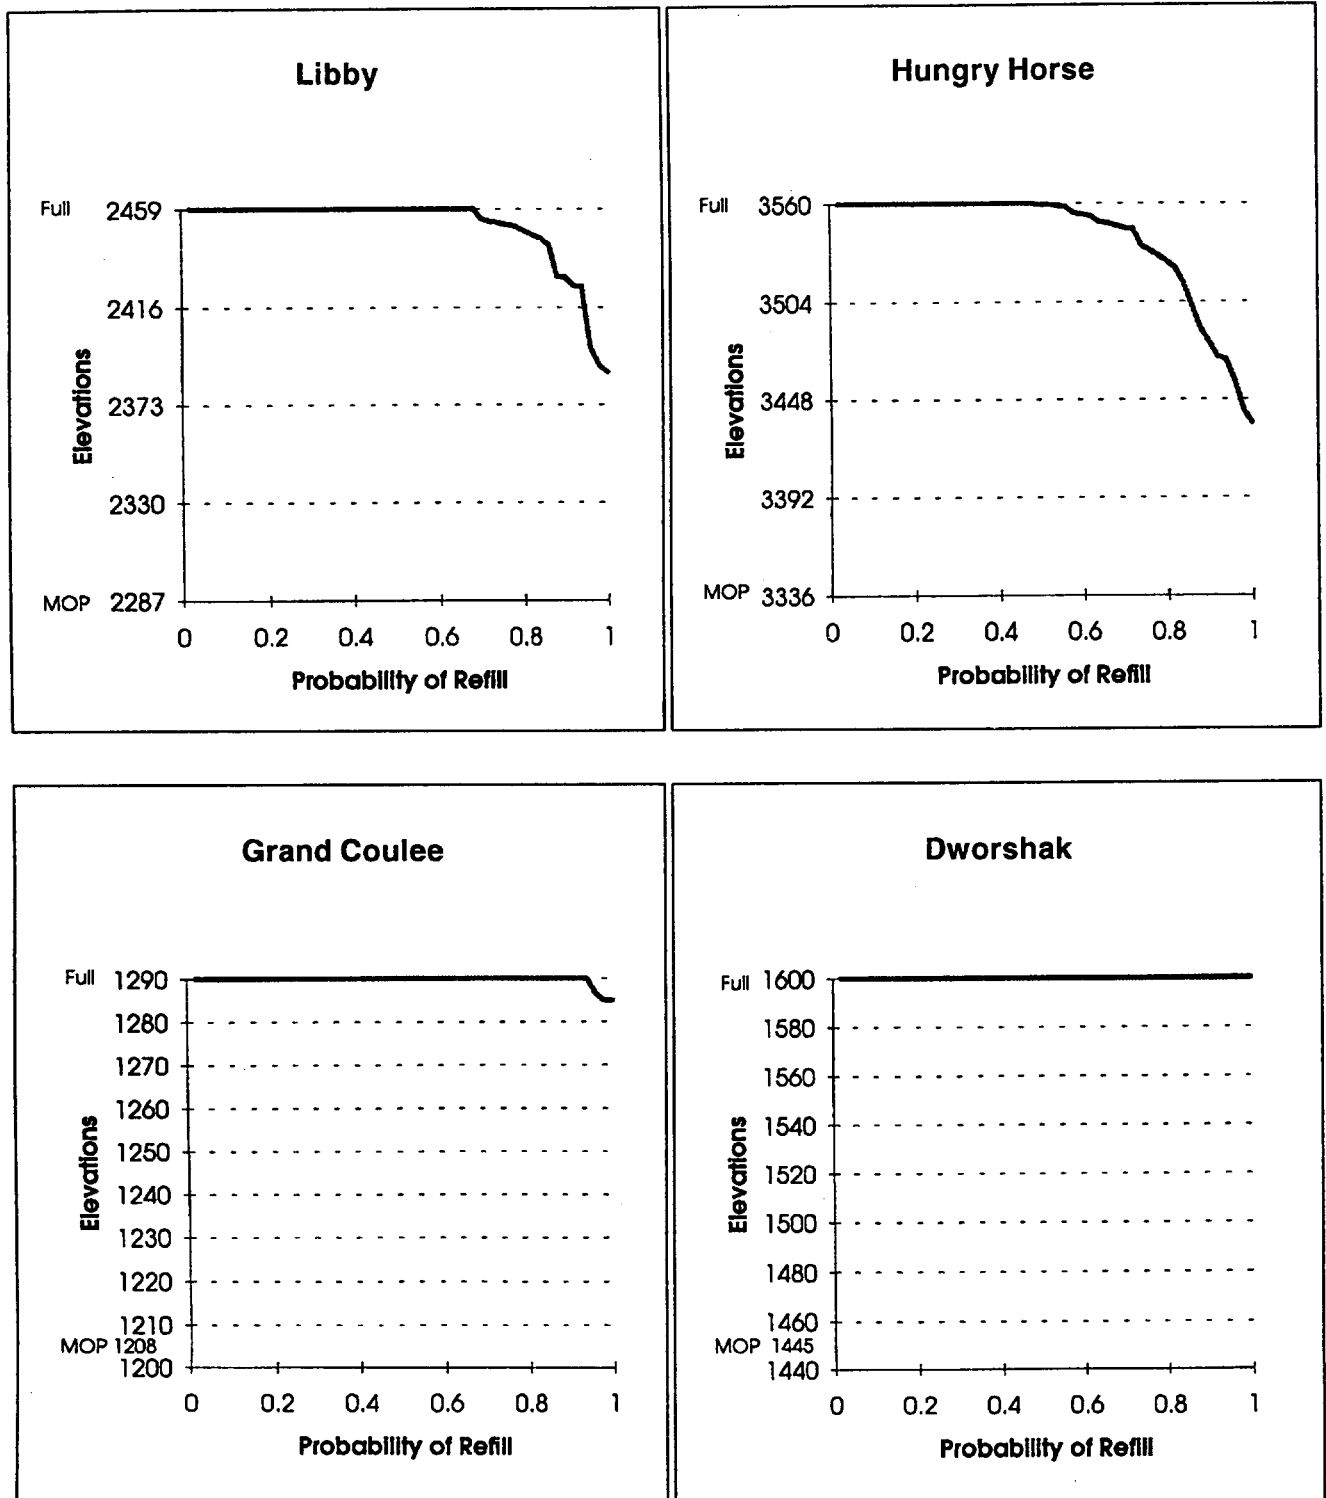 Libby
Full 2459
2416
2373
2330
MOP 2287
Elevations
0 0.2 0.4 0.6 0.8 1
Probability of Refill
Hungry Horse
Full 3560
3504
3448
3392
MOP 3336
Elevations
0 0.2 0.4 0.6 0.8 1
Probability of Refill
Grand Coulee
Full 1290
1280
1270
1260
1250
1240
1230
1220
1210
MOP 1208
1200
Elevations
0 0.2 0.4 0.6 0.8 1
Probability of Refill
Dworshak
Full 1600
1580
1560
1540
1520
1500
1480
1460
MOP 1445
1440
Elevations
0 0.2 0.4 0.6 0.8 1
Probability of Refill